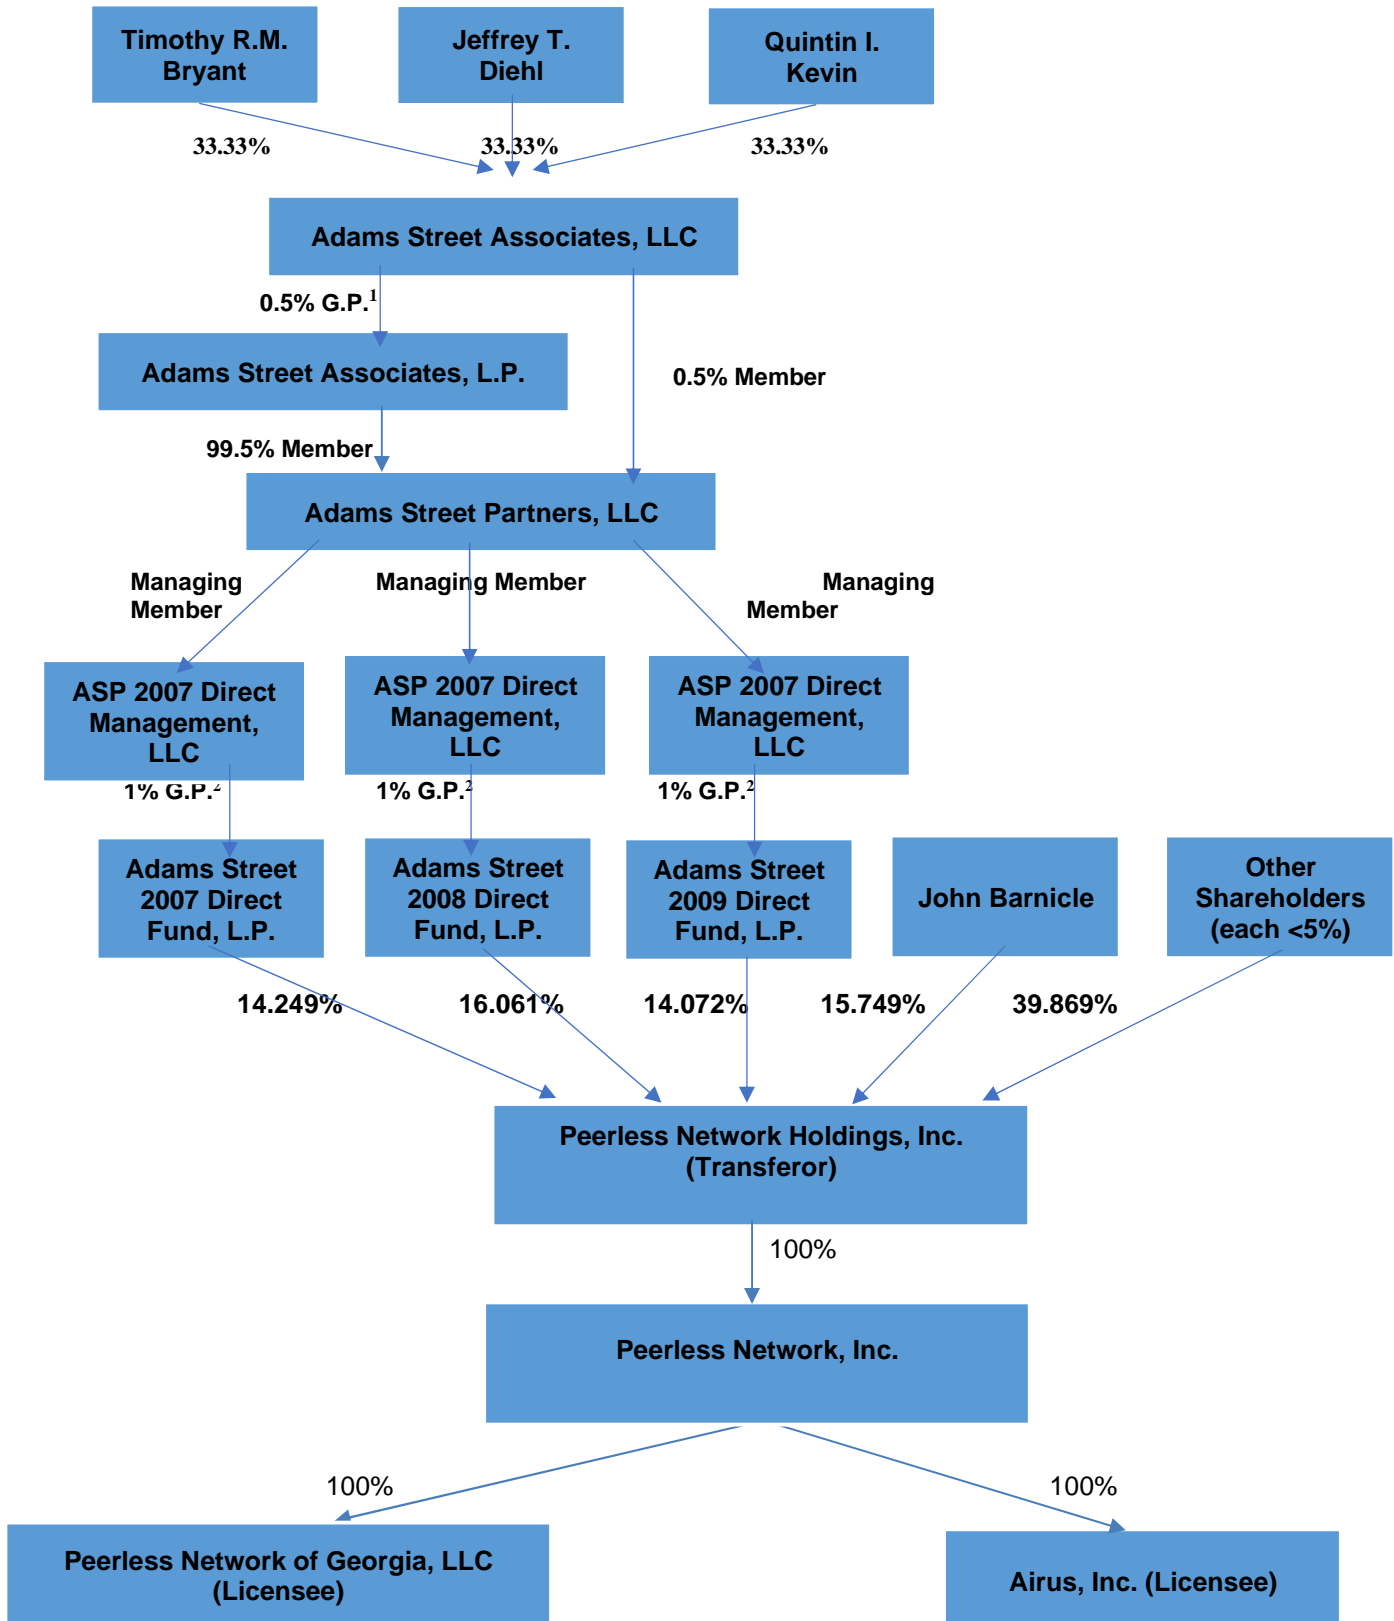 Timothy R.M.
Bryant
Jeffrey T.
Diehl
Quintin I.
Kevin
33.33%
33.33%
33.33%
Adams Street Associates, LLC
0.5% G.P.1
Adams Street Associates, L.P.
0.5% Member
99.5% Member
Adams Street Partners, LLC
Managing
Member
Managing Member
Managing
Member
ASP 2007 Direct
Management,
LLC
ASP 2007 Direct
Management,
LLC
ASP 2007 Direct
Management,
LLC
1% G.P.2
1% G.P.2
1% G.P.2
Adams Street
2007 Direct
Fund, L.P.
Adams Street
2008 Direct
Fund, L.P.
Adams Street
2009 Direct
Fund, L.P.
John Barnicle
Other
Shareholders
(each <5%)
14.249%
16.061%
14.072%
15.749%
39.869%
Peerless Network Holdings, Inc.
(Transferor)
100%
Peerless Network, Inc.
100%
100%
Peerless Network of Georgia, LLC
(Licensee)
Airus, Inc. (Licensee)